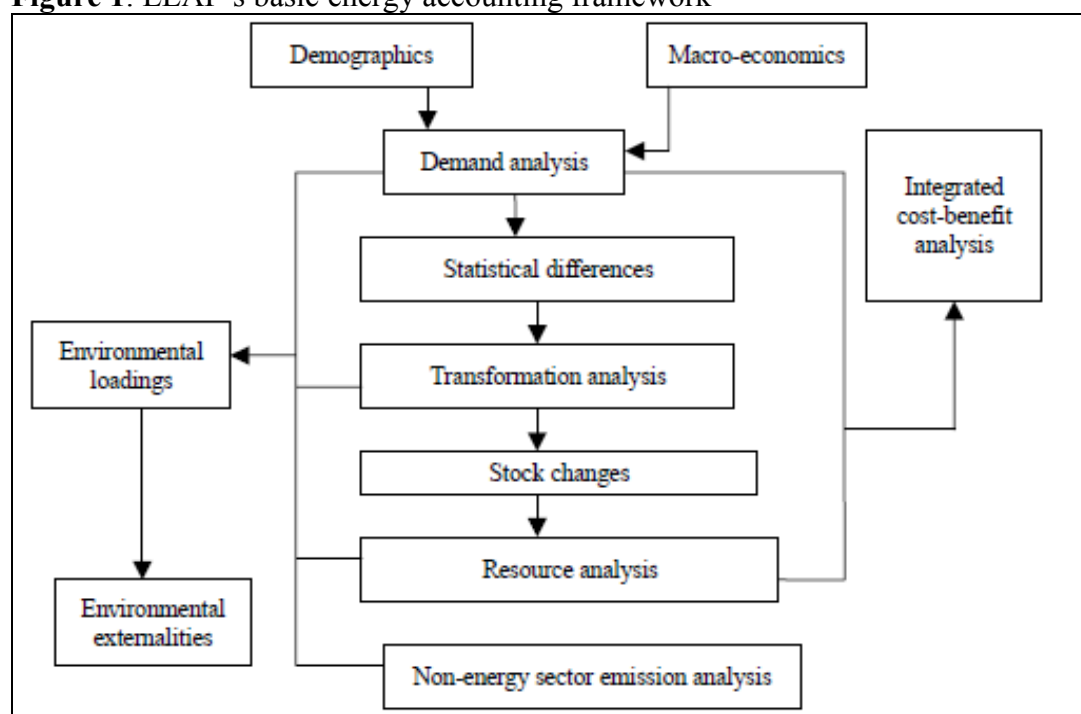 Figure 1. LEAP's basic energy accounting framework
Demographics
Macro-economics
Demand analysis
Integrated
cost-benefit
analysis
Statistical differences
Environmental
loadings
Transformation analysis
Stock changes
Resource analysis
Environmental
externalities
Non-energy sector emission analysis